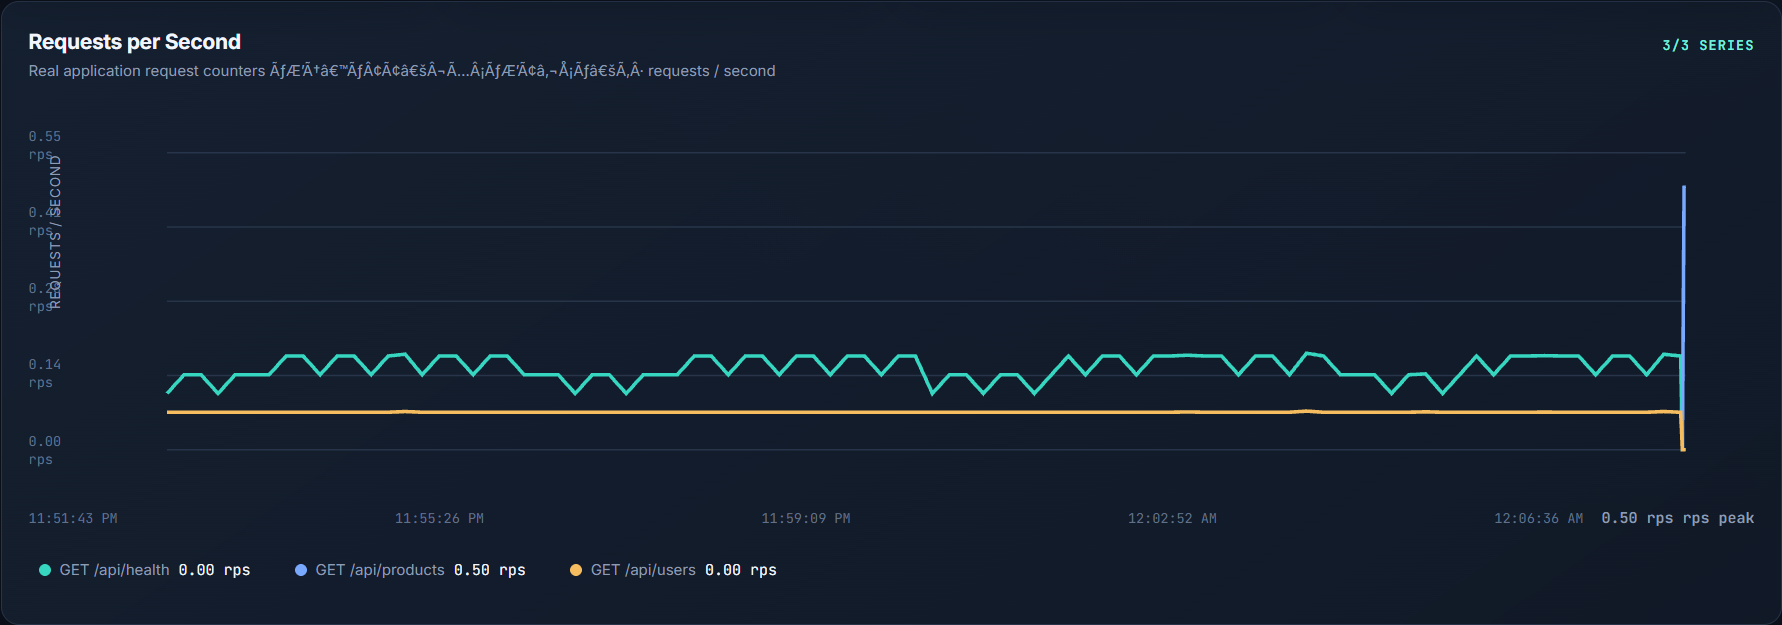 Requests per Second
3/3 SERIES
Real application request counters ÃƒÆ’Ã†â€™ÃƒÂ¢Ã¢â€šÂ¬Ã…Â¡ÃƒÆ’Ã¢â‚¬Å¡Ãƒâ€šÃ‚Â· requests / second
0.55
rps
REQUESTS / SECOND
rps
rps
0.14
rps
0.00
rps
11:51:43 PM 11:55:26 PM 11:59:09 PM 12:02:52 AM 12:06:36 AM 0.50 rps rps peak
GET /api/health 0.00 rps GET /api/products 0.50 rps GET /api/users 0.00 rps